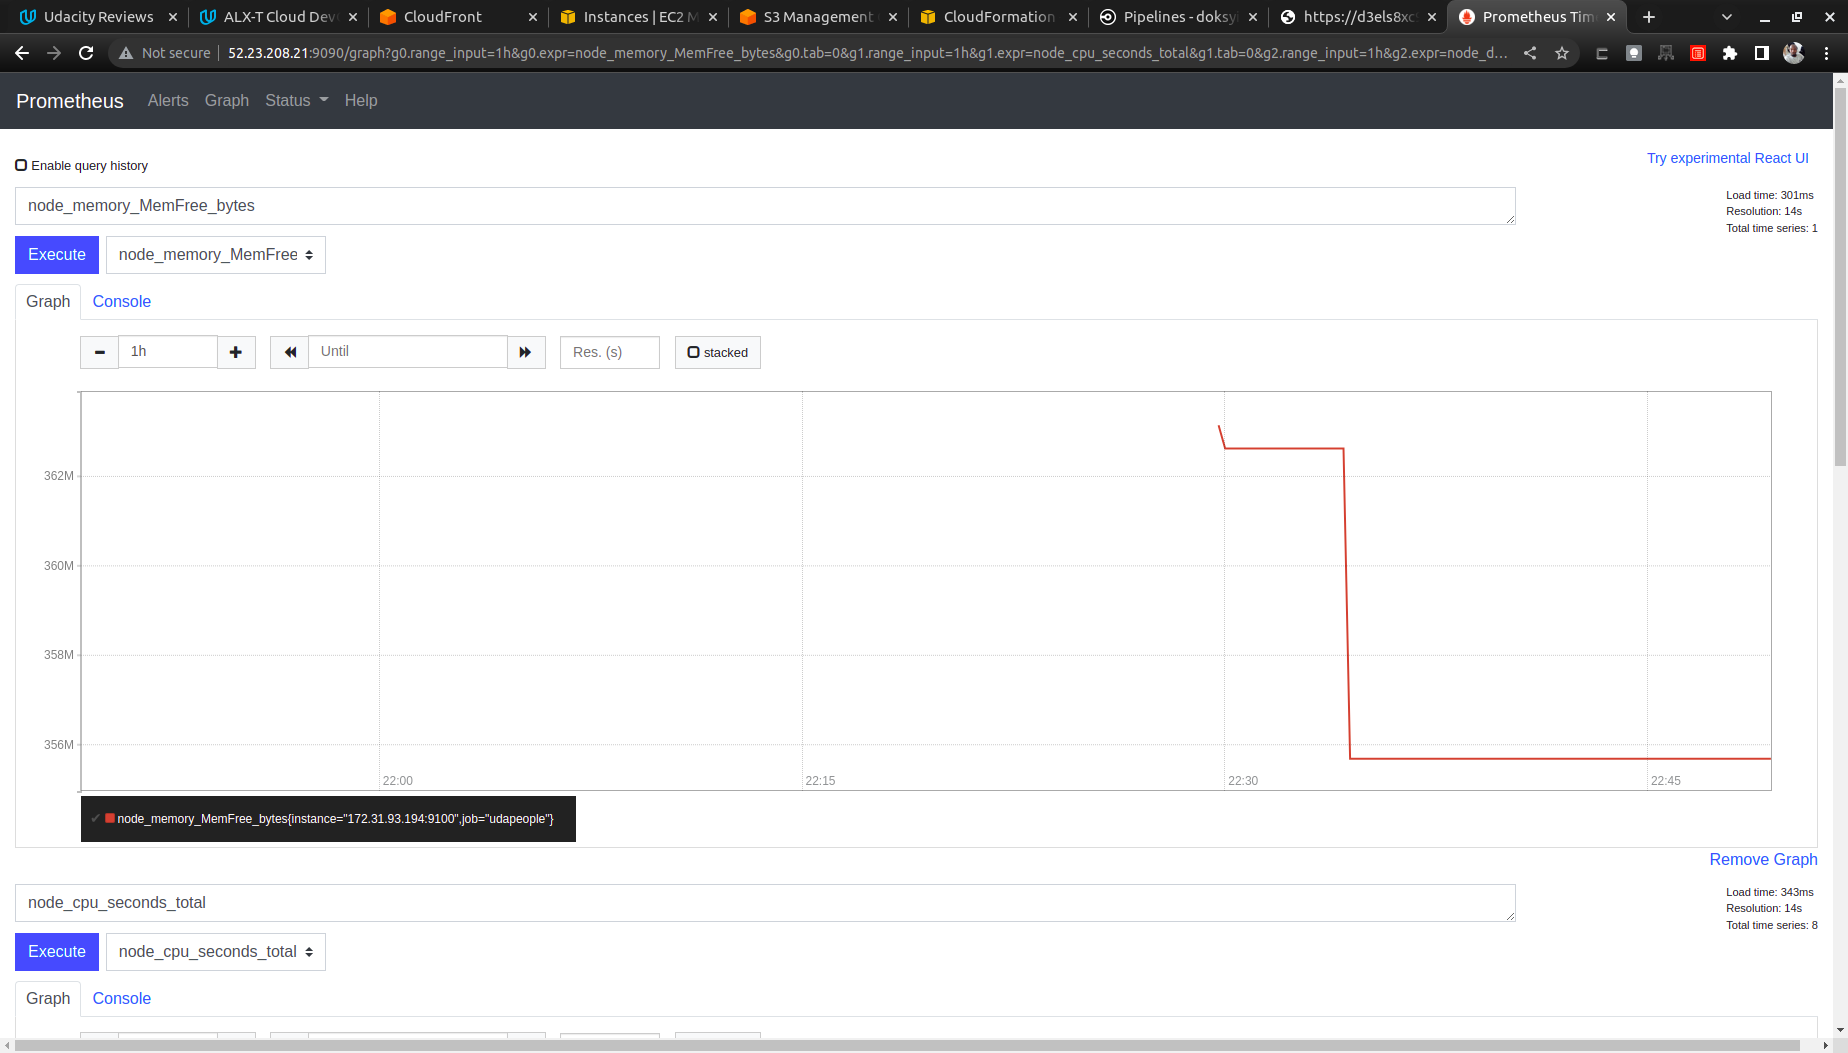 Udacity Reviews
ALX-T Cloud Dev
CloudFront
Instances | EC2 M
S3 Management
CloudFormation
Pipelines - doksy
https://d3els8xc
Prometheus Tim
Not secure
52.23.208.21:9090/graph?g0.range_input=1h&g0.expr=node_memory_MemFree_bytes&g0.tab=0&g1.range_input=1h&g1.expr=node_cpu_seconds_total&g1.tab=0&g2.range_input=1h&g2.expr=node_d...
Prometheus
Alerts
Graph
Status
Help
Enable query history
Try experimental React UI
node_memory_MemFree_bytes
Load time: 301ms
Resolution: 14s
Total time series: 1
Execute
node_memory_MemFree
Graph
Console
1h
Until
Res. (s)
stacked
362M
360M
358M
356M
22:00
22:15
22:30
22:45
node_memory_MemFree_bytes{instance="172.31.93.194:9100",job="udapeople"}
Remove Graph
node_cpu_seconds_total
Load time: 343ms
Resolution: 14s
Total time series: 8
Execute
node_cpu_seconds_total
Graph
Console